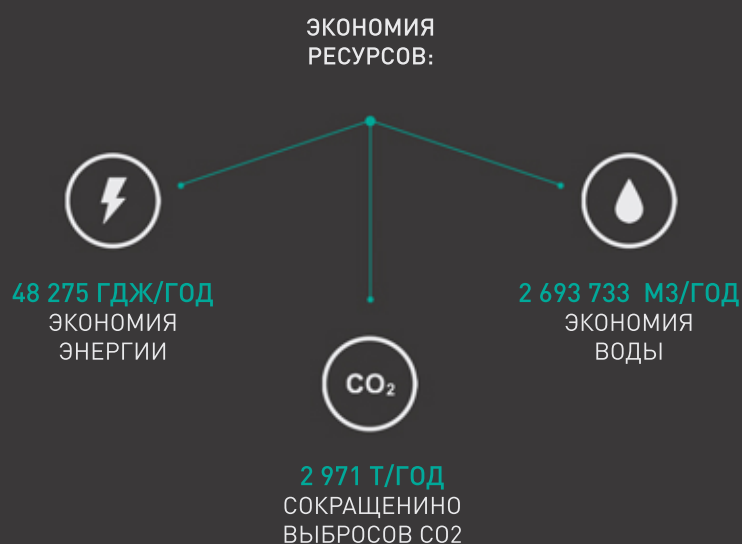 ЭКОНОМИЯ
РЕСУРСОВ:
48 275 ГДЖ/ГОД
ЭКОНОМИЯ
ЭНЕРГИИ
2 693 733 М3/ГОД
ЭКОНОМИЯ
ВОДЫ
CO₂
2 971 Т/ГОД
СОКРАЩЕНИНО
ВЫБРОСОВ СО2